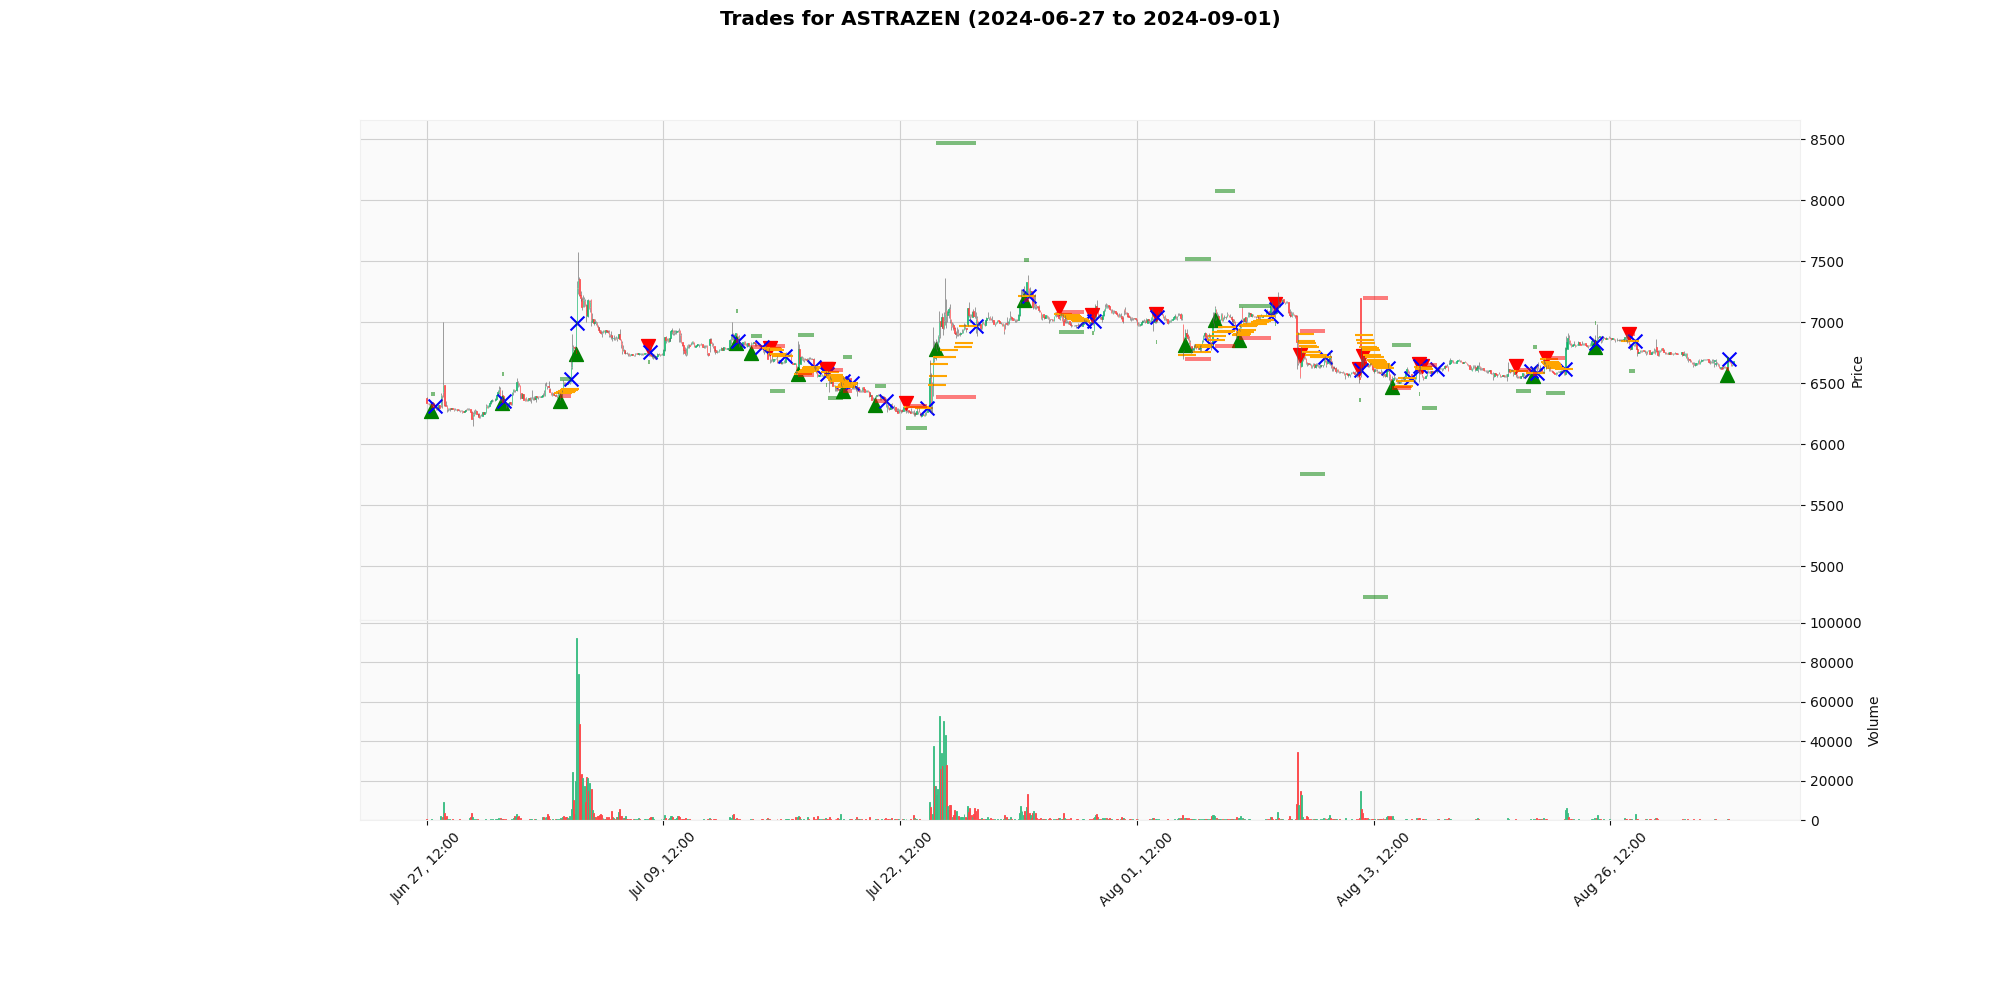 Trades for ASTRAZEN (2024-06-27 to 2024-09-01)
8500
8000
7500
7000
6500
6000
5500
5000
Price
100000
80000
60000
40000
20000
0
Volume
Jun 27, 12:00
Jul 09, 12:00
Jul 22, 12:00
Aug 01, 12:00
Aug 13, 12:00
Aug 26, 12:00